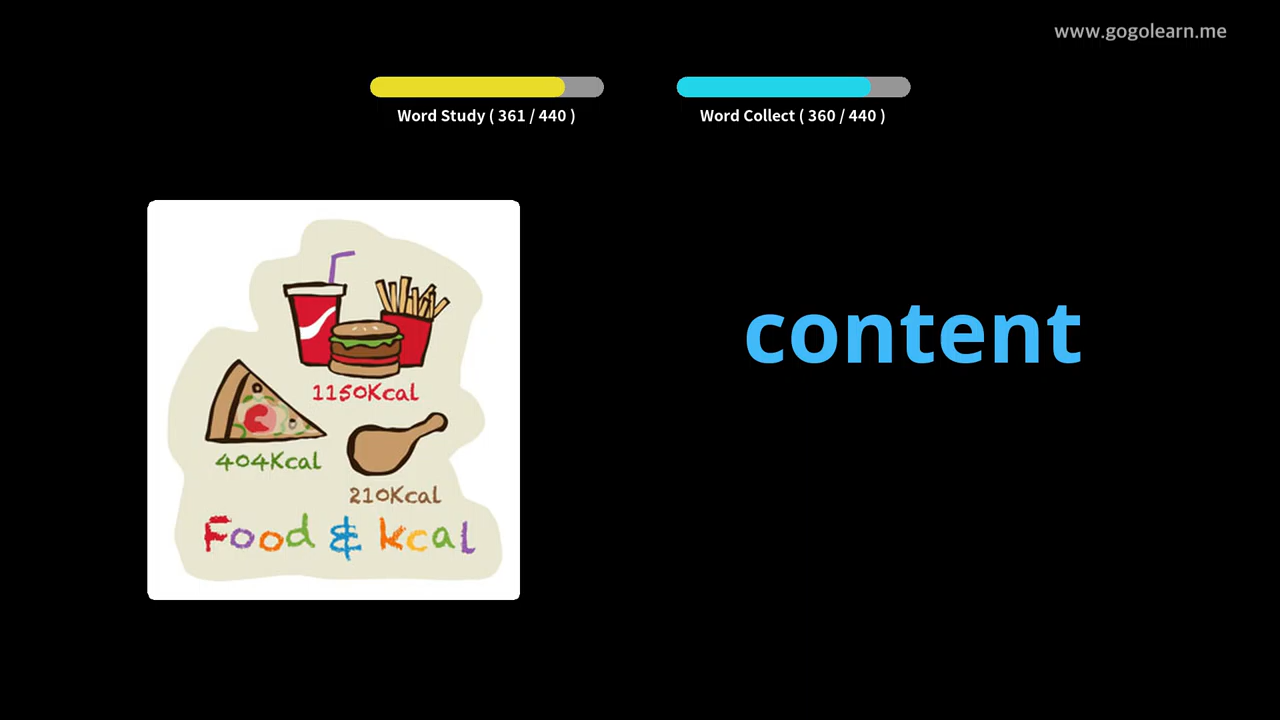 www.gogolearn.me
Word Study ( 361 / 440 )
Word Collect ( 360 / 440 )
content
1150Kcal
404Kcal
210Kcal
Food & kcal